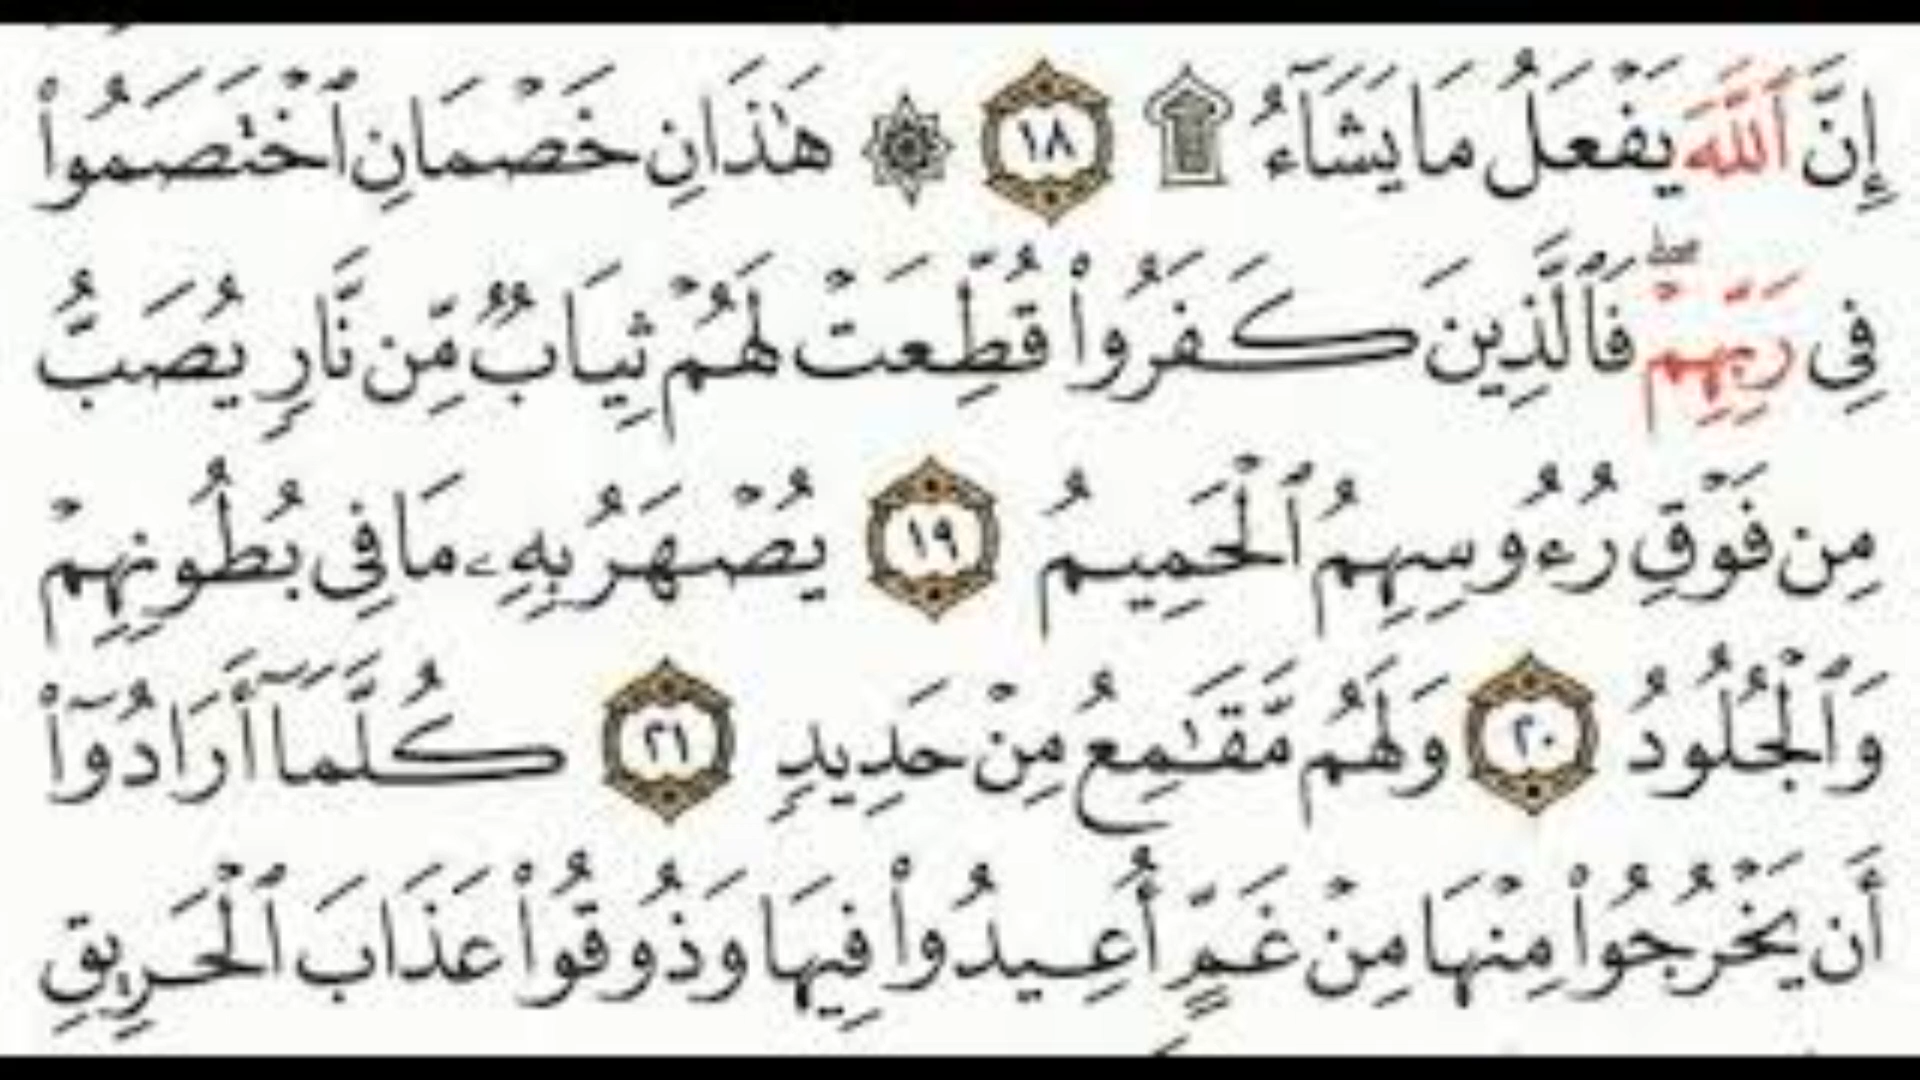 إِنَّ ٱللَّهَ يَفْعَلُ مَا يَشَآءُ ۩ ١٨ ۞ هَٰذَانِ خَصْمَانِ ٱخْتَصَمُوا۟
فِى رَبِّهِمْ ۖ فَٱلَّذِينَ كَفَرُوا۟ قُطِّعَتْ لَهُمْ ثِيَابٌ مِّن نَّارٍ يُصَبُّ
مِن فَوْقِ رُءُوسِهِمُ ٱلْحَمِيمُ ١٩ يُصْهَرُ بِهِۦ مَا فِى بُطُونِهِمْ
وَٱلْجُلُودُ ٢٠ وَلَهُم مَّقَٰمِعُ مِنْ حَدِيدٍ ٢١ كُلَّمَآ أَرَادُوٓا۟
أَن يَخْرُجُوا۟ مِنْهَا مِنْ غَمٍّ أُعِيدُوا۟ فِيهَا وَذُوقُوا۟ عَذَابَ ٱلْحَرِيقِ